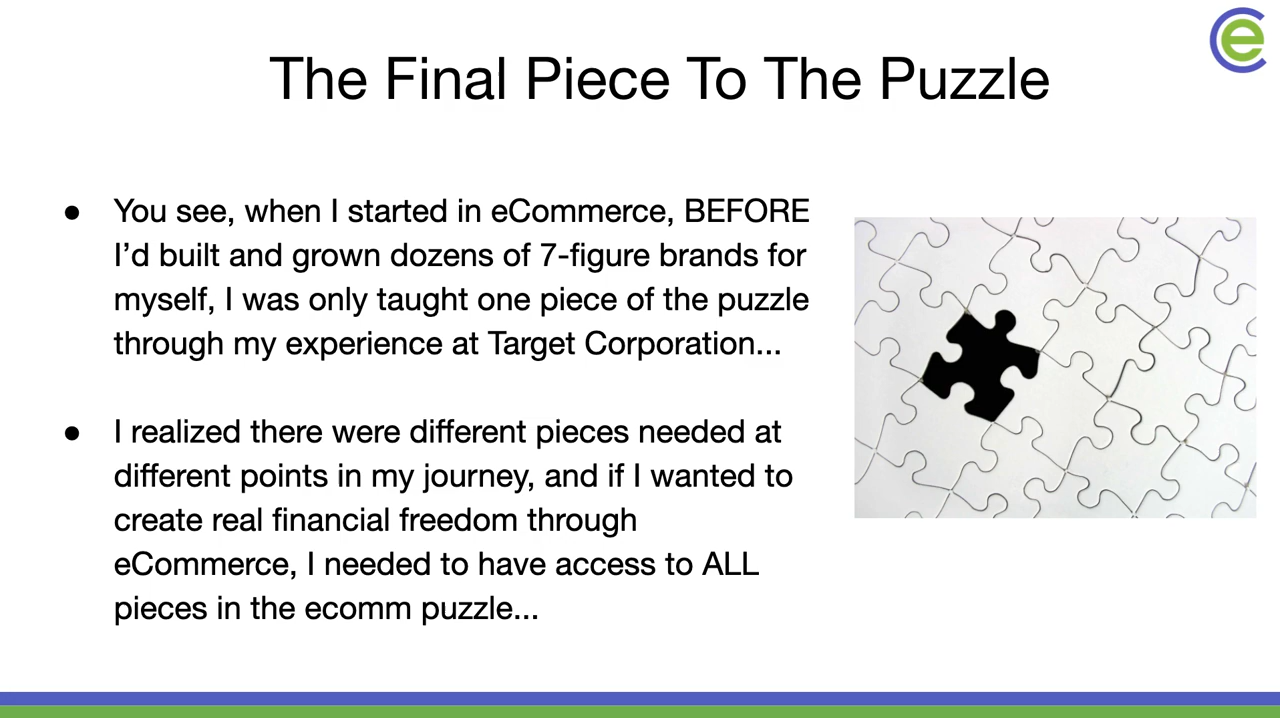 The Final Piece To The Puzzle
● You see, when I started in eCommerce, BEFORE
I’d built and grown dozens of 7-figure brands for
myself, I was only taught one piece of the puzzle
through my experience at Target Corporation...
● I realized there were different pieces needed at
different points in my journey, and if I wanted to
create real financial freedom through
eCommerce, I needed to have access to ALL
pieces in the ecomm puzzle...